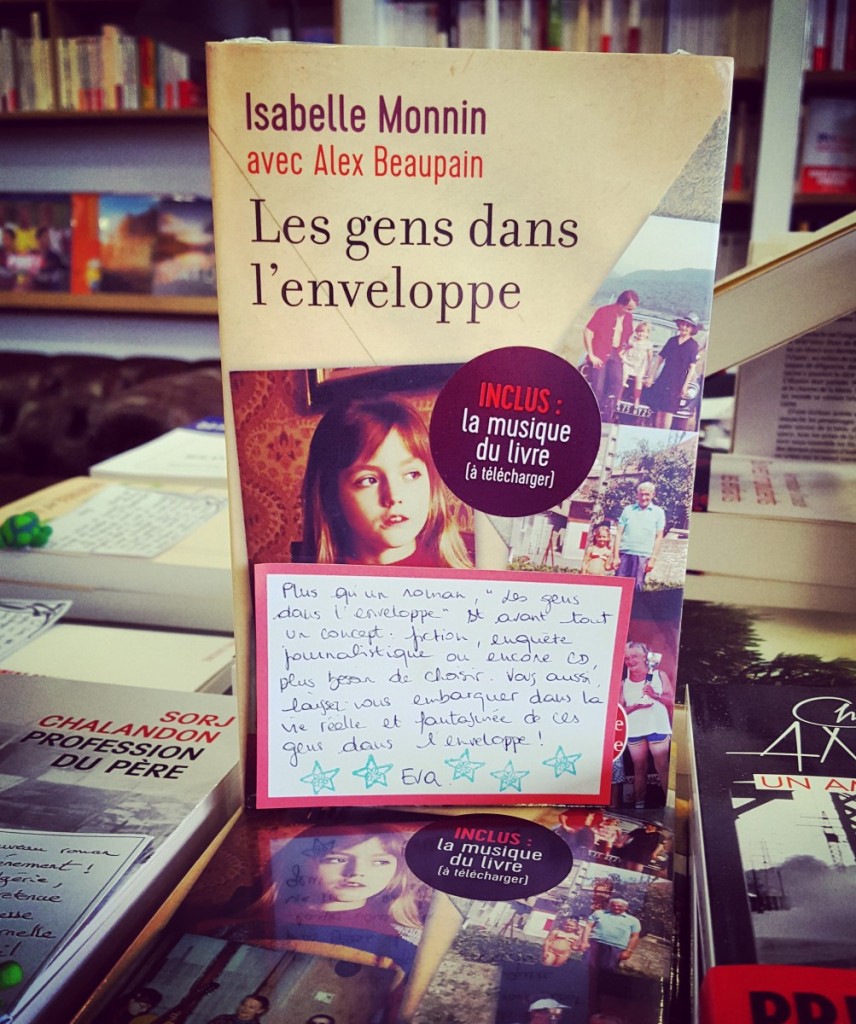 Isabelle Monnin
avec Alex Beaupain
Les gens dans
l'enveloppe
INCLUS :
la musique
du livre
(à télécharger)
Plus qu'un roman, "Les gens
dans l'enveloppe" est avant tout
un concept : fiction, enquête
journalistique ou encore CD,
plus besoin de choisir. Vous aussi,
laissez-vous embarquer dans la
vie réelle et fantasmée de ces
gens dans l'enveloppe !
Eva.
SORJ
CHALANDON
PROFESSION
DU PÈRE
INCLUS :
la musique
du livre
(à télécharger)
UN AM